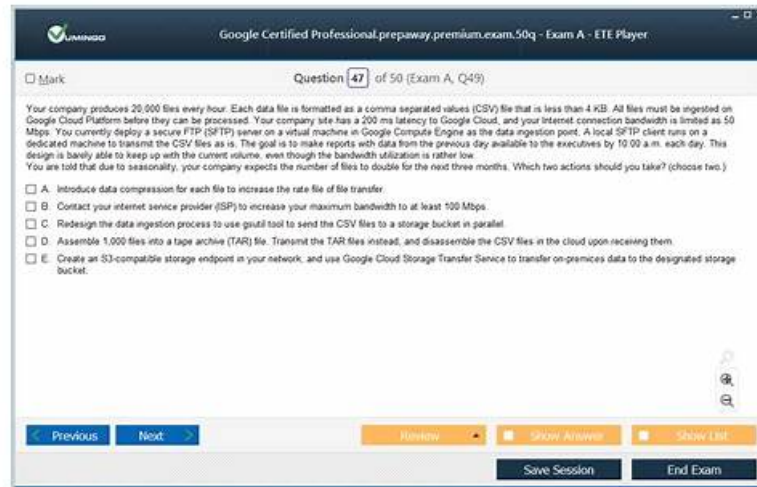 VUMINGO
Google Certified Professional.prepaway.premium.exam.50q - Exam A - ETE Player
Mark
Question 47 of 50 (Exam A, Q49)
Your company produces 20,000 files every hour. Each data file is formatted as a comma separated values (CSV) file that is less than 4 KB. All files must be ingested on
Google Cloud Platform before they can be processed. Your company site has a 200 ms latency to Google Cloud, and your Internet connection bandwidth is limited as 50
Mbps. You currently deploy a secure FTP (SFTP) server on a virtual machine in Google Compute Engine as the data ingestion point. A local SFTP client runs on a
dedicated machine to transmit the CSV files as is. The goal is to make reports with data from the previous day available to the executives by 10:00 a.m. each day. This
design is barely able to keep up with the current volume, even though the bandwidth utilization is rather low.
You are told that due to seasonality, your company expects the number of files to double for the next three months. Which two actions should you take? (choose two.)
A. Introduce data compression for each file to increase the rate file of file transfer.
B. Contact your internet service provider (ISP) to increase your maximum bandwidth to at least 100 Mbps.
C. Redesign the data ingestion process to use gsutil tool to send the CSV files to a storage bucket in parallel.
D. Assemble 1,000 files into a tape archive (TAR) file. Transmit the TAR files instead, and disassemble the CSV files in the cloud upon receiving them.
E. Create an S3-compatible storage endpoint in your network, and use Google Cloud Storage Transfer Service to transfer on-premices data to the designated storage
bucket.
Previous
Next
Review
Show Answer
Show List
Save Session
End Exam